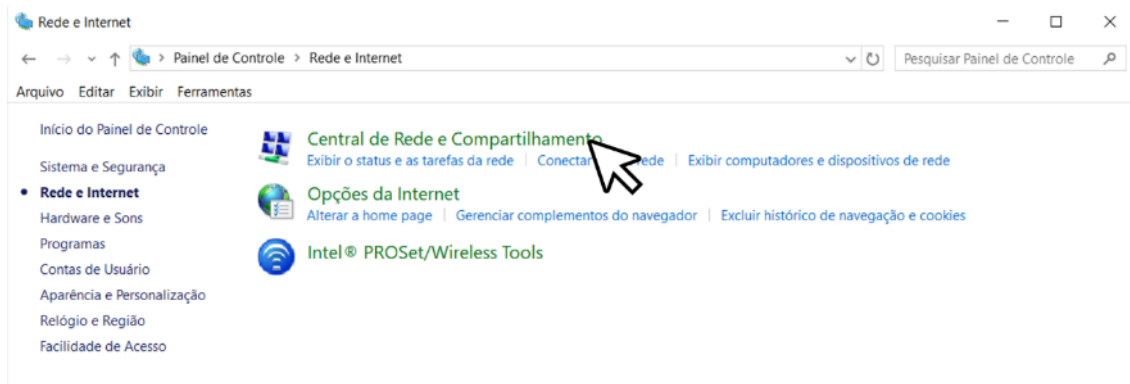 Rede e Internet
Painel de Controle > Rede e Internet
Pesquisar Painel de Controle
Arquivo Editar Exibir Ferramentas
Início do Painel de Controle
Sistema e Segurança
Rede e Internet
Hardware e Sons
Programas
Contas de Usuário
Aparência e Personalização
Relógio e Região
Facilidade de Acesso
Central de Rede e Compartilhamento
Exibir o status e as tarefas da rede | Conectar rede | Exibir computadores e dispositivos de rede
Opções da Internet
Alterar a home page | Gerenciar complementos do navegador | Excluir histórico de navegação e cookies
Intel® PROSet/Wireless Tools